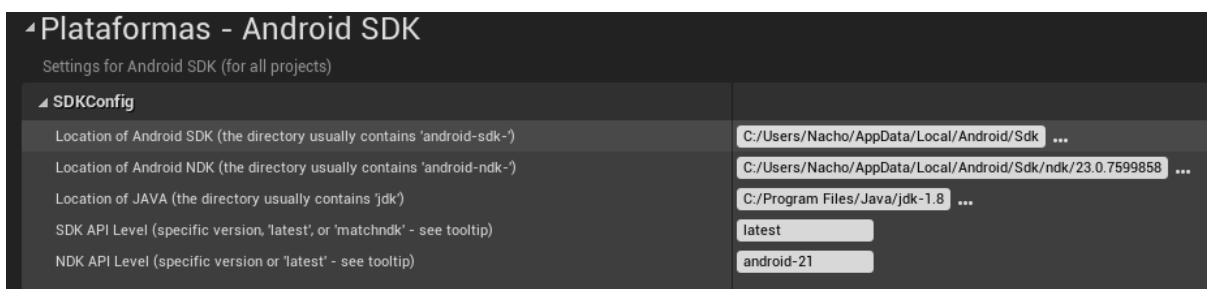 Plataformas - Android SDK
Settings for Android SDK (for all projects)
SDKConfig
Location of Android SDK (the directory usually contains 'android-sdk-') C:/Users/Nacho/AppData/Local/Android/Sdk ...
Location of Android NDK (the directory usually contains 'android-ndk-') C:/Users/Nacho/AppData/Local/Android/Sdk/ndk/23.0.7599858 ...
Location of JAVA (the directory usually contains 'jdk') C:/Program Files/Java/jdk-1.8 ...
SDK API Level (specific version, 'latest', or 'matchndk' - see tooltip) latest
NDK API Level (specific version or 'latest' - see tooltip) android-21